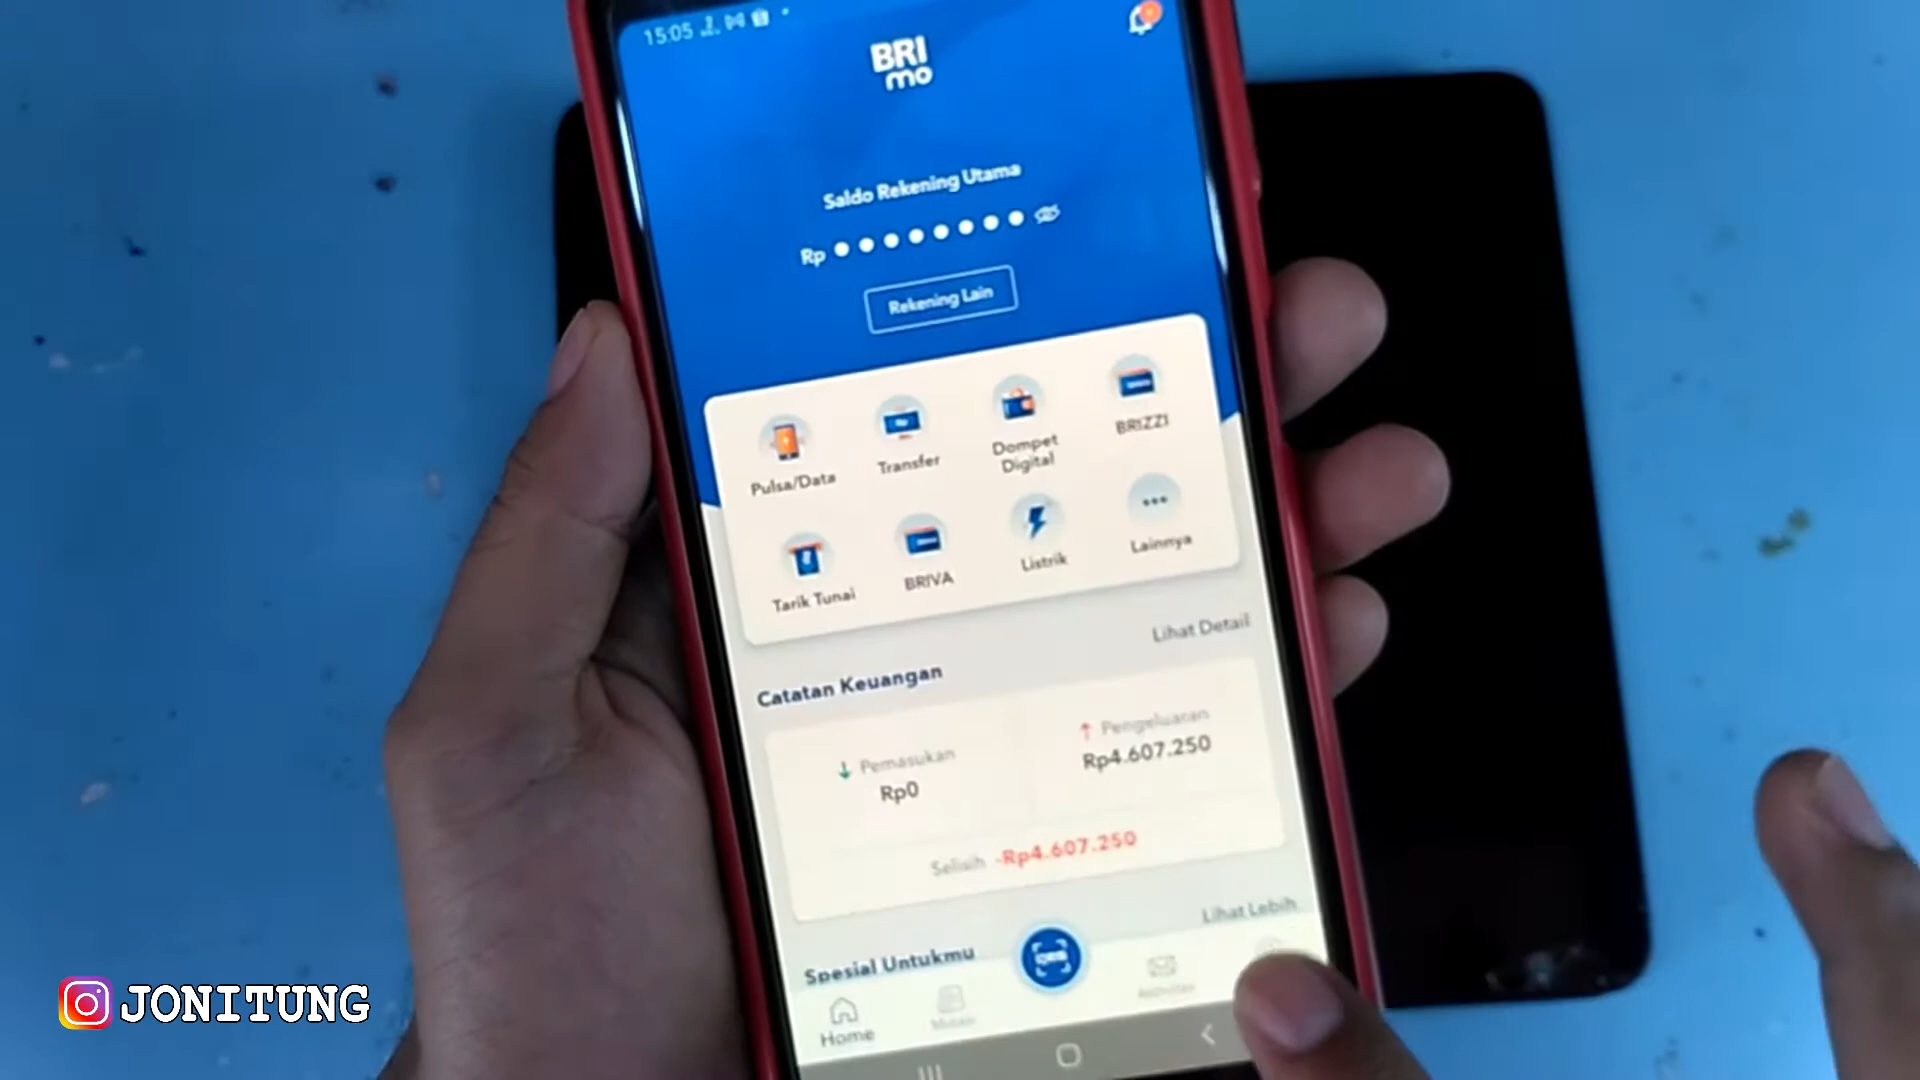 15:05
BRI
mo
Saldo Rekening Utama
Rp
Rekening Lain
Pulsa/Data
Transfer
Dompet
Digital
BRIZZI
Tarik Tunai
BRIVA
Listrik
Lainnya
Catatan Keuangan
Lihat Detail
Pemasukan
Rp0
Pengeluaran
Rp4.607.250
Selisih -Rp4.607.250
Spesial Untukmu
Lihat Lebih
Home
Mutasi
Aktivitas
JONITUNG